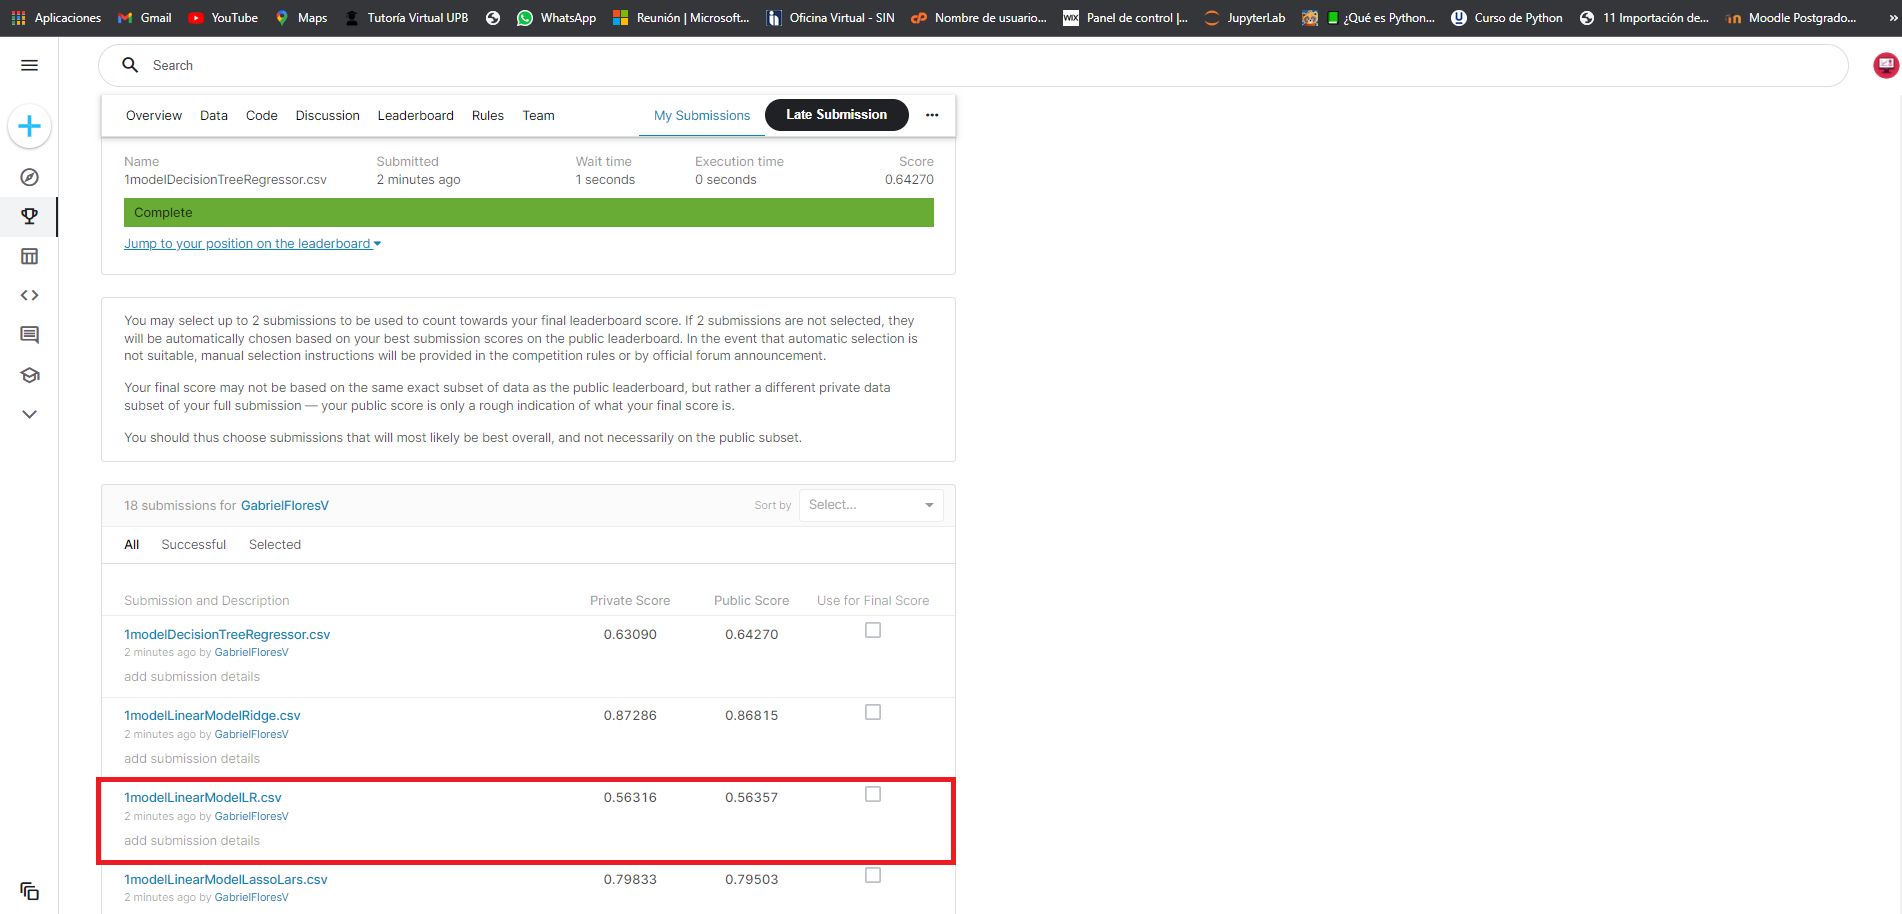 Aplicaciones Gmail YouTube Maps Tutoría Virtual UPB WhatsApp Reunión | Microsoft... Oficina Virtual - SIN Nombre de usuario... WIX Panel de control |... JupyterLab ¿Qué es Python... Curso de Python 11 Importación de... Moodle Postgrado... »
Search
Overview Data Code Discussion Leaderboard Rules Team My Submissions Late Submission ...
Name Submitted Wait time Execution time Score
1modelDecisionTreeRegressor.csv 2 minutes ago 1 seconds 0 seconds 0.64270
Complete
Jump to your position on the leaderboard
You may select up to 2 submissions to be used to count towards your final leaderboard score. If 2 submissions are not selected, they
will be automatically chosen based on your best submission scores on the public leaderboard. In the event that automatic selection is
not suitable, manual selection instructions will be provided in the competition rules or by official forum announcement.
Your final score may not be based on the same exact subset of data as the public leaderboard, but rather a different private data
subset of your full submission — your public score is only a rough indication of what your final score is.
You should thus choose submissions that will most likely be best overall, and not necessarily on the public subset.
18 submissions for GabrielFloresV Sort by Select...
All Successful Selected
Submission and Description Private Score Public Score Use for Final Score
1modelDecisionTreeRegressor.csv 0.63090 0.64270
2 minutes ago by GabrielFloresV
add submission details
1modelLinearModelRidge.csv 0.87286 0.86815
2 minutes ago by GabrielFloresV
add submission details
1modelLinearModelLR.csv 0.56316 0.56357
2 minutes ago by GabrielFloresV
add submission details
1modelLinearModelLassoLars.csv 0.79833 0.79503
2 minutes ago by GabrielFloresV